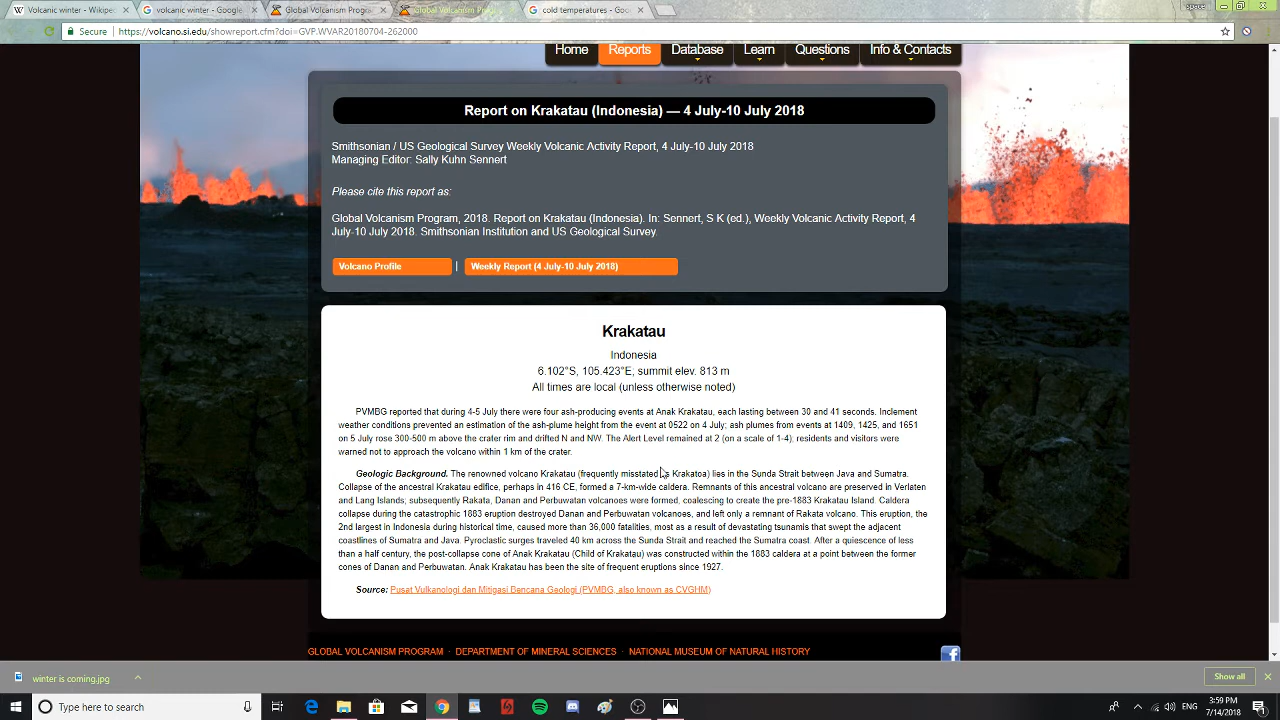 Volcanic winter - Wikipe
volcanic winter - Google
Global Volcanism Progra
Global Volcanism Progra
cold temperatures - Goo
space
Secure
https://volcano.si.edu/showreport.cfm?doi=GVP.WVAR20180704-262000
Home
Reports
Database
Learn
Questions
Info & Contacts
Report on Krakatau (Indonesia) — 4 July-10 July 2018
Smithsonian / US Geological Survey Weekly Volcanic Activity Report, 4 July-10 July 2018
Managing Editor: Sally Kuhn Sennert
Please cite this report as:
Global Volcanism Program, 2018. Report on Krakatau (Indonesia). In: Sennert, S K (ed.), Weekly Volcanic Activity Report, 4
July-10 July 2018. Smithsonian Institution and US Geological Survey.
Volcano Profile | Weekly Report (4 July-10 July 2018)
Krakatau
Indonesia
6.102°S, 105.423°E; summit elev. 813 m
All times are local (unless otherwise noted)
PVMBG reported that during 4-5 July there were four ash-producing events at Anak Krakatau, each lasting between 30 and 41 seconds. Inclement
weather conditions prevented an estimation of the ash-plume height from the event at 0522 on 4 July; ash plumes from events at 1409, 1425, and 1651
on 5 July rose 300-500 m above the crater rim and drifted N and NW. The Alert Level remained at 2 (on a scale of 1-4); residents and visitors were
warned not to approach the volcano within 1 km of the crater.
Geologic Background. The renowned volcano Krakatau (frequently misstated as Krakatoa) lies in the Sunda Strait between Java and Sumatra.
Collapse of the ancestral Krakatau edifice, perhaps in 416 CE, formed a 7-km-wide caldera. Remnants of this ancestral volcano are preserved in Verlaten
and Lang Islands; subsequently Rakata, Danan and Perbuwatan volcanoes were formed, coalescing to create the pre-1883 Krakatau Island. Caldera
collapse during the catastrophic 1883 eruption destroyed Danan and Perbuwatan volcanoes, and left only a remnant of Rakata volcano. This eruption, the
2nd largest in Indonesia during historical time, caused more than 36,000 fatalities, most as a result of devastating tsunamis that swept the adjacent
coastlines of Sumatra and Java. Pyroclastic surges traveled 40 km across the Sunda Strait and reached the Sumatra coast. After a quiescence of less
than a half century, the post-collapse cone of Anak Krakatau (Child of Krakatau) was constructed within the 1883 caldera at a point between the former
cones of Danan and Perbuwatan. Anak Krakatau has been the site of frequent eruptions since 1927.
Source: Pusat Vulkanologi dan Mitigasi Bencana Geologi (PVMBG, also known as CVGHM)
GLOBAL VOLCANISM PROGRAM · DEPARTMENT OF MINERAL SCIENCES · NATIONAL MUSEUM OF NATURAL HISTORY
winter is coming.jpg
Show all
Type here to search
ENG
3:59 PM
7/14/2018